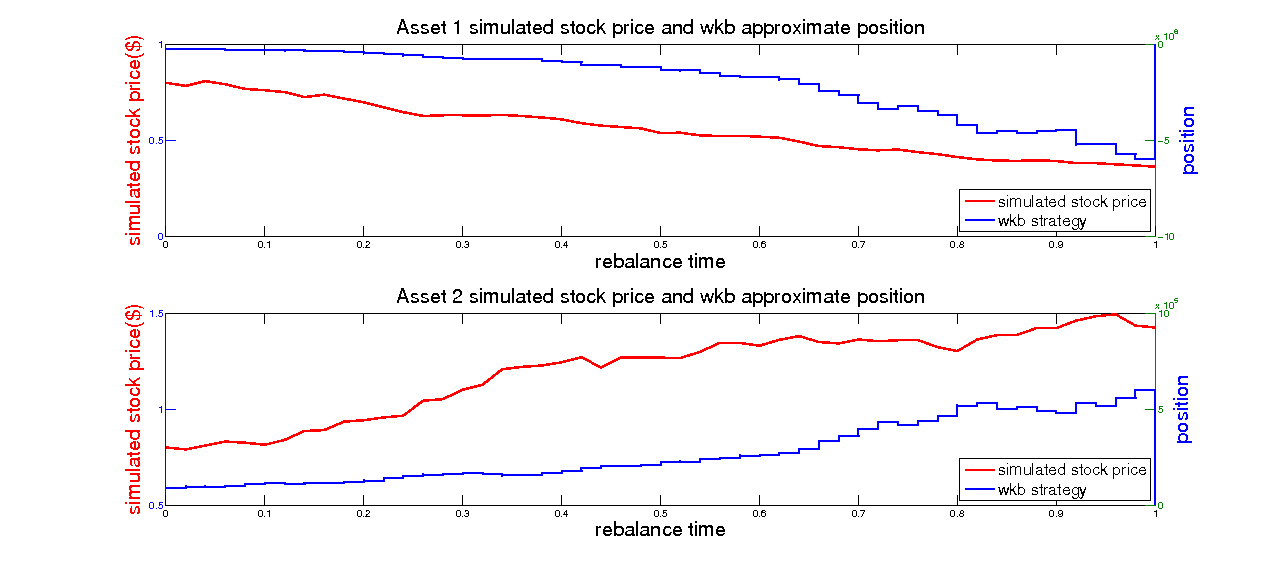 Asset 1 simulated stock price and wkb approximate position
x 10^6
simulated stock price($)
1
0.5
0
0
-5
-10
position
simulated stock price
wkb strategy
0 0.1 0.2 0.3 0.4 0.5 0.6 0.7 0.8 0.9 1
rebalance time
Asset 2 simulated stock price and wkb approximate position
x 10^5
simulated stock price($)
1.5
1
0.5
10
5
0
position
simulated stock price
wkb strategy
0 0.1 0.2 0.3 0.4 0.5 0.6 0.7 0.8 0.9 1
rebalance time